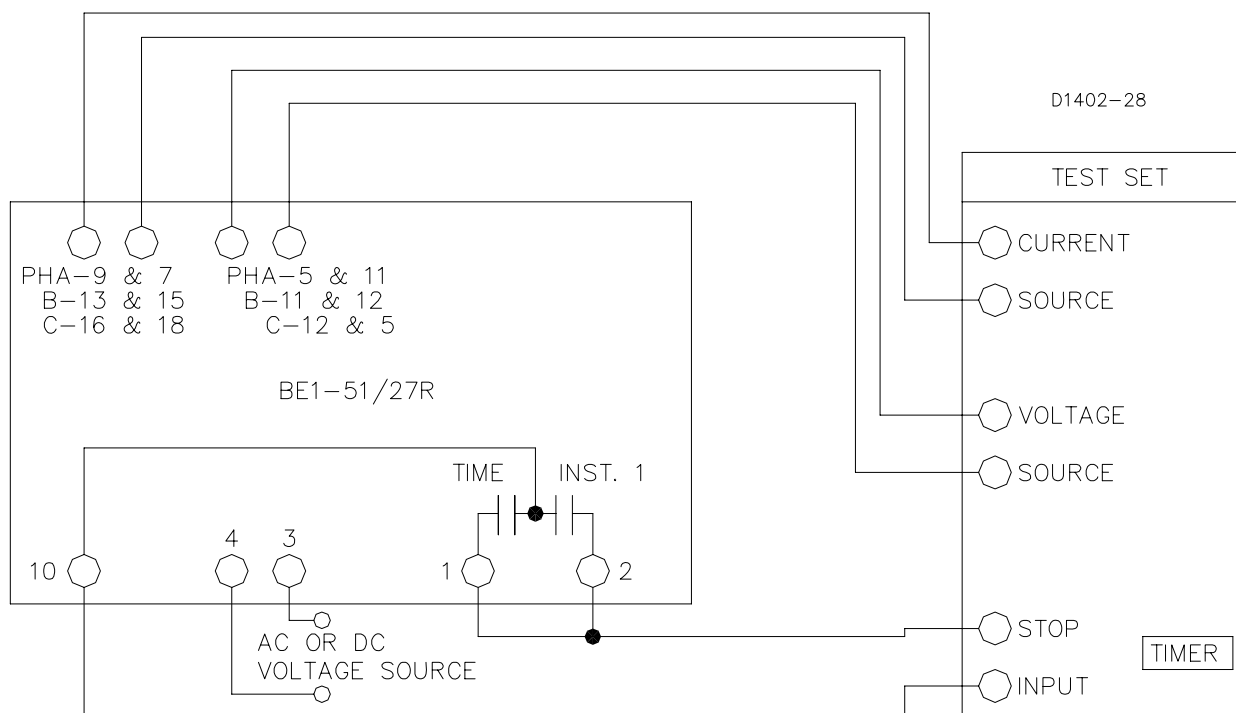 D1402-28
TEST SET
CURRENT
PHA-9 & 7
B-13 & 15
C-16 & 18
PHA-5 & 11
B-11 & 12
C-12 & 5
SOURCE
BE1-51/27R
VOLTAGE
TIME
INST. 1
SOURCE
10
4
3
1
2
AC OR DC
VOLTAGE SOURCE
STOP
TIMER
INPUT